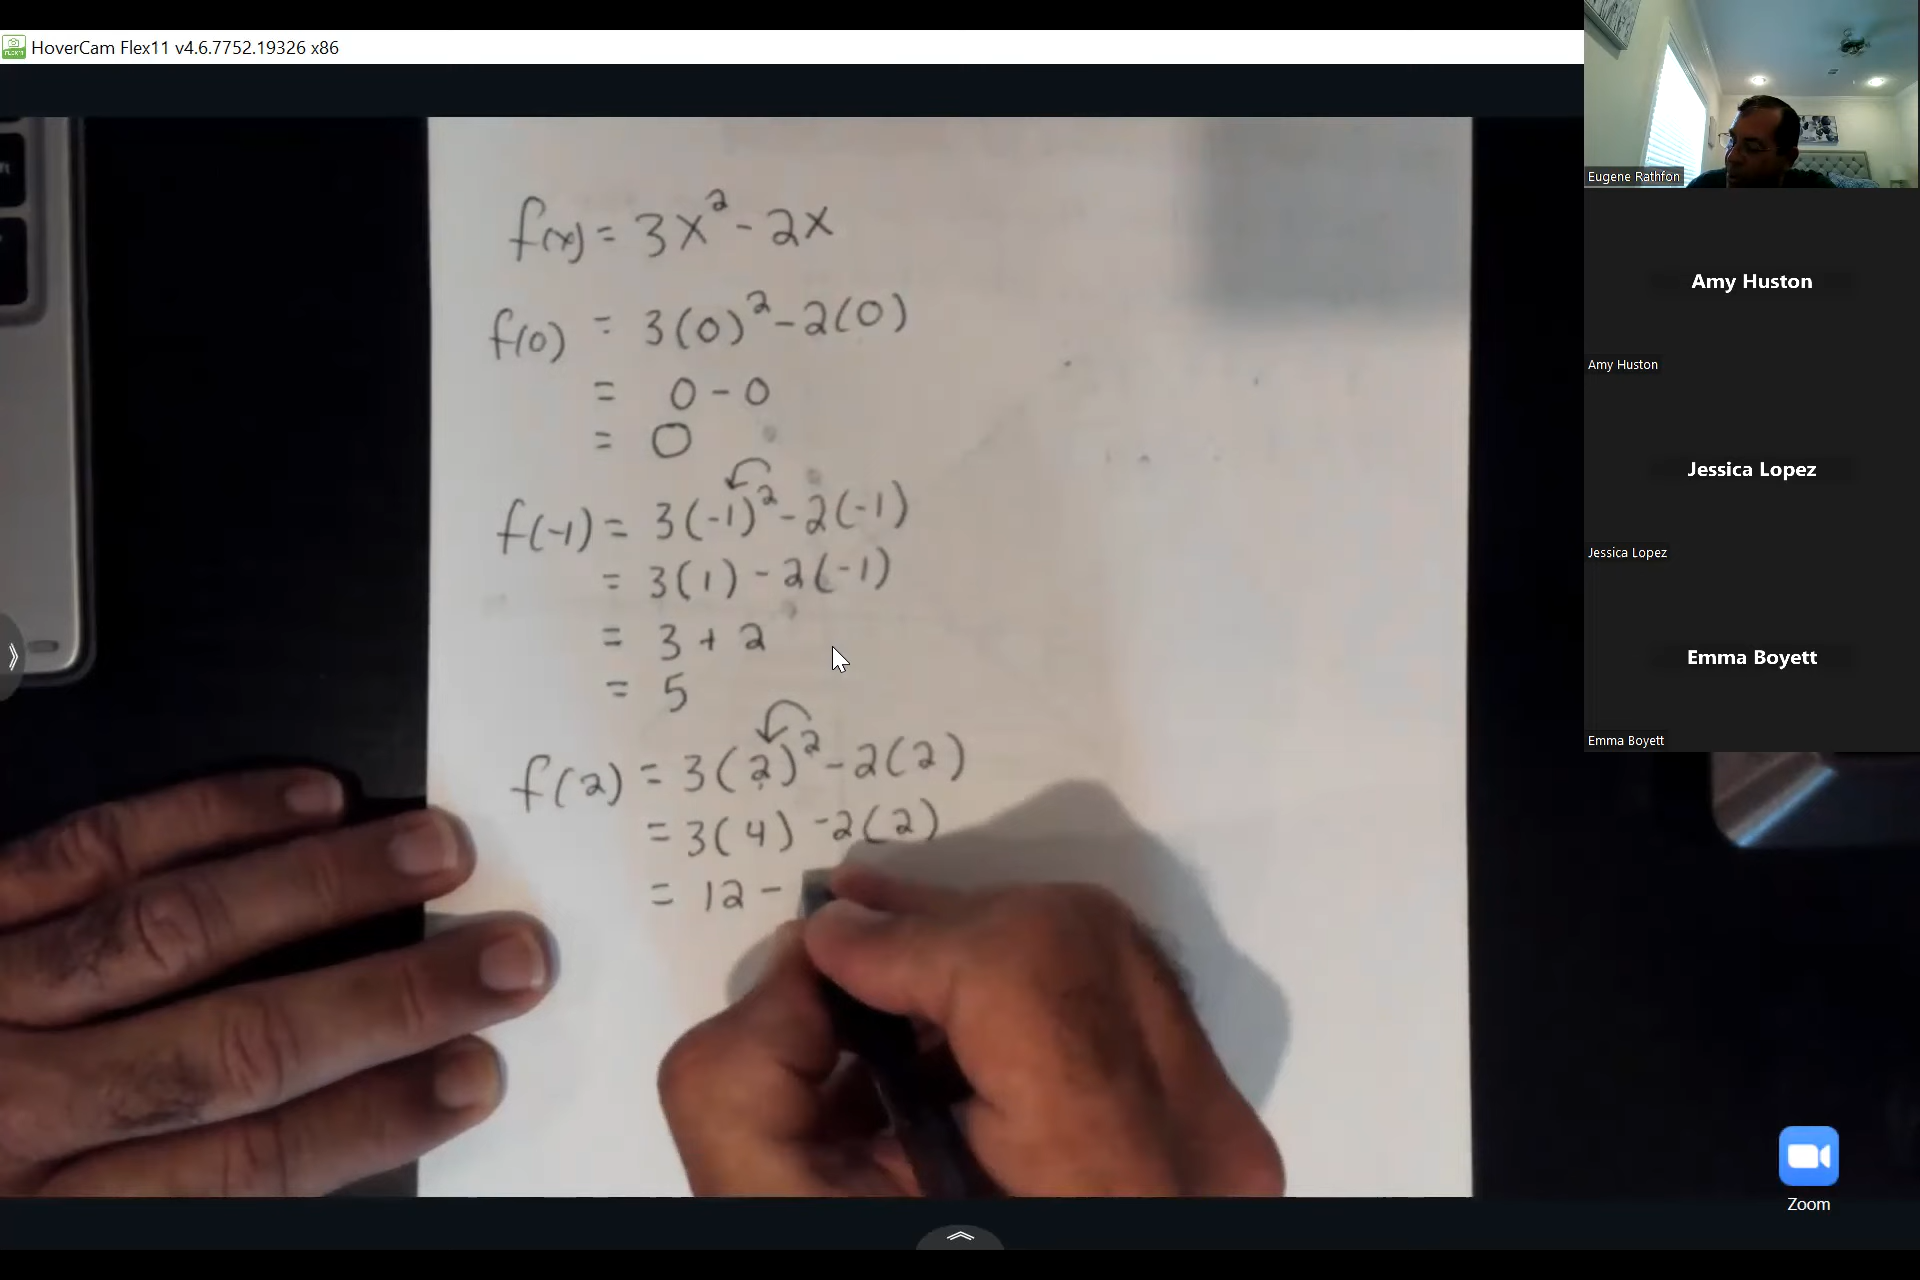 HoverCam Flex11 v4.6.7752.19326 x86
f(x) = 3x² - 2x
f(0) = 3(0)² - 2(0)
= 0 - 0
= 0
f(-1) = 3(-1)² - 2(-1)
= 3(1) - 2(-1)
= 3 + 2
= 5
f(2) = 3(2)² - 2(2)
= 3(4) - 2(2)
= 12 -
Eugene Rathfon
Amy Huston
Amy Huston
Jessica Lopez
Jessica Lopez
Emma Boyett
Emma Boyett
Zoom